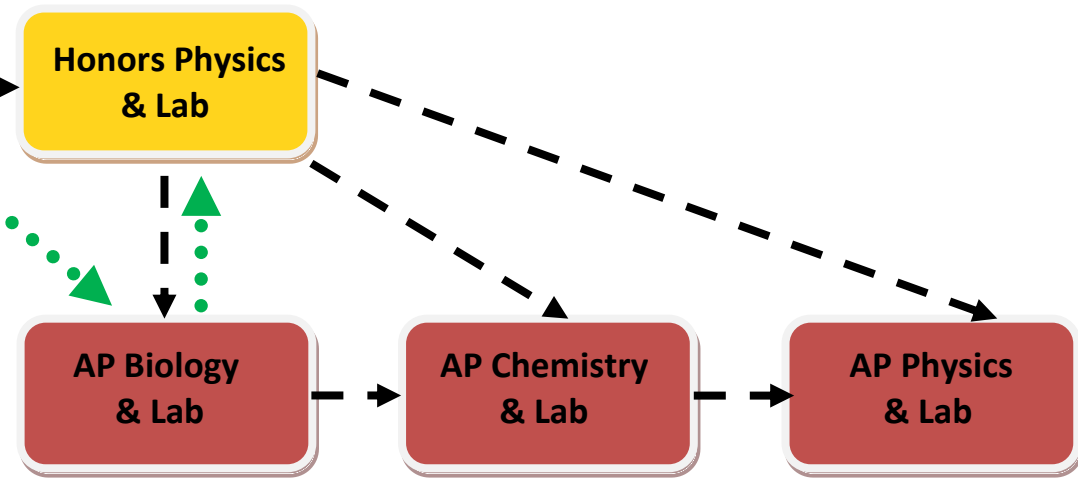 Honors Physics
& Lab
AP Biology
& Lab
AP Chemistry
& Lab
AP Physics
& Lab